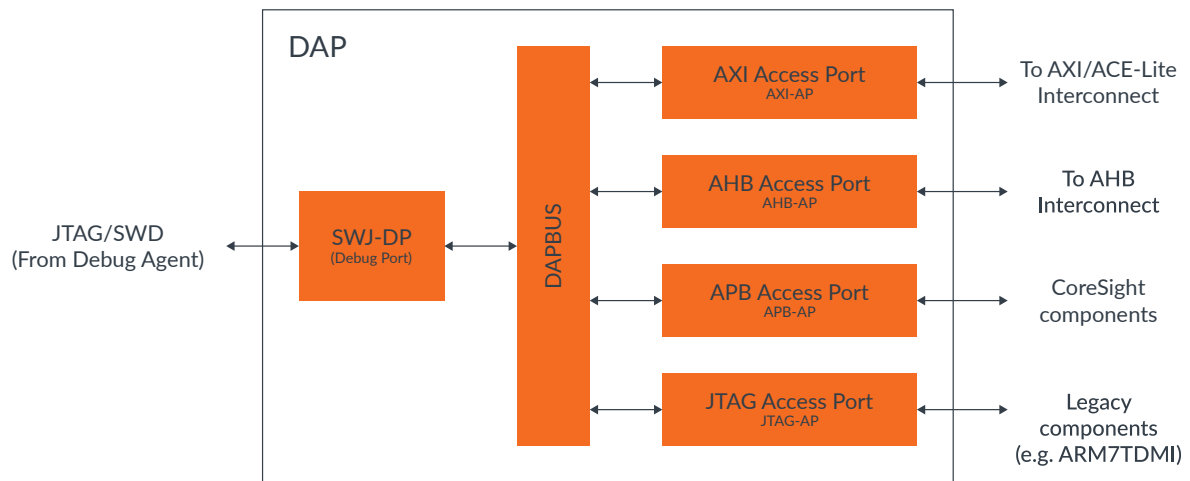 DAP
JTAG/SWD
(From Debug Agent)
SWJ-DP
(Debug Port)
DAPBUS
AXI Access Port
AXI-AP
To AXI/ACE-Lite
Interconnect
AHB Access Port
AHB-AP
To AHB
Interconnect
APB Access Port
APB-AP
CoreSight
components
JTAG Access Port
JTAG-AP
Legacy
components
(e.g. ARM7TDMI)